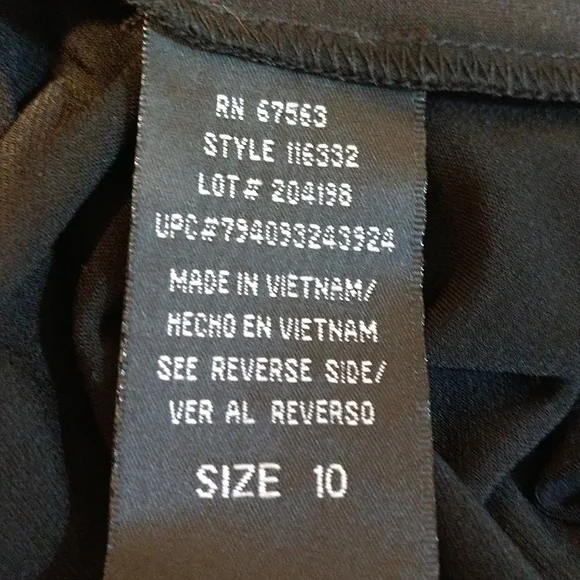 RN 67563
STYLE 116332
LOT# 204198
UPC#794093243924
MADE IN VIETNAM/
HECHO EN VIETNAM
SEE REVERSE SIDE/
VER AL REVERSO
SIZE 10